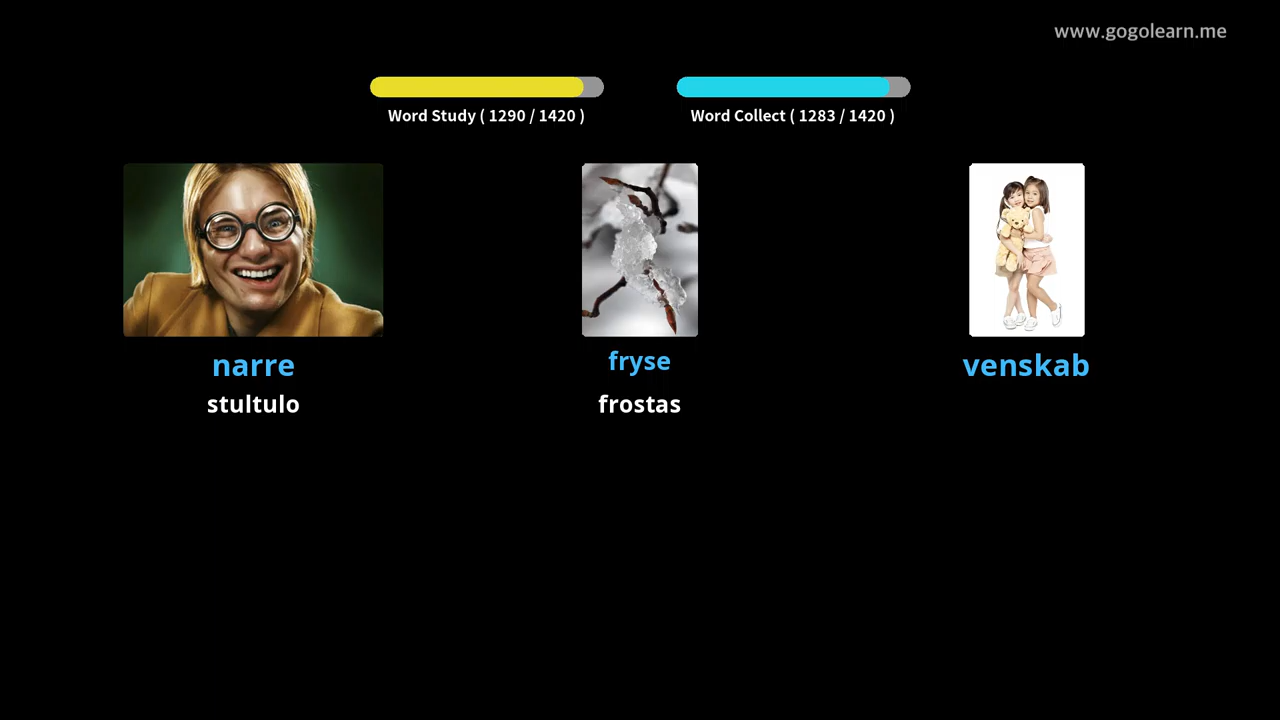 www.gogolearn.me
Word Study ( 1290 / 1420 )
Word Collect ( 1283 / 1420 )
narre
fryse
venskab
stultulo
frostas